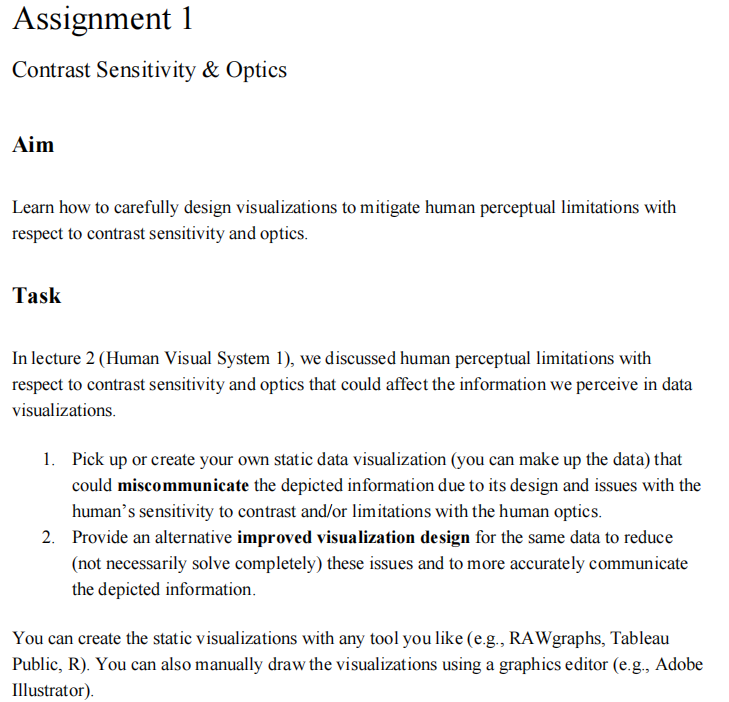 Assignment 1
Contrast Sensitivity & Optics
Aim
Learn how to carefully design visualizations to mitigate human perceptual limitations with
respect to contrast sensitivity and optics.
Task
In lecture 2 (Human Visual System 1), we discussed human perceptual limitations with
respect to contrast sensitivity and optics that could affect the information we perceive in data
visualizations.
1. Pick up or create your own static data visualization (you can make up the data) that
could miscommunicate the depicted information due to its design and issues with the
human’s sensitivity to contrast and/or limitations with the human optics.
2. Provide an alternative improved visualization design for the same data to reduce
(not necessarily solve completely) these issues and to more accurately communicate
the depicted information.
You can create the static visualizations with any tool you like (e.g., RAWgraphs, Tableau
Public, R). You can also manually draw the visualizations using a graphics editor (e.g., Adobe
Illustrator).